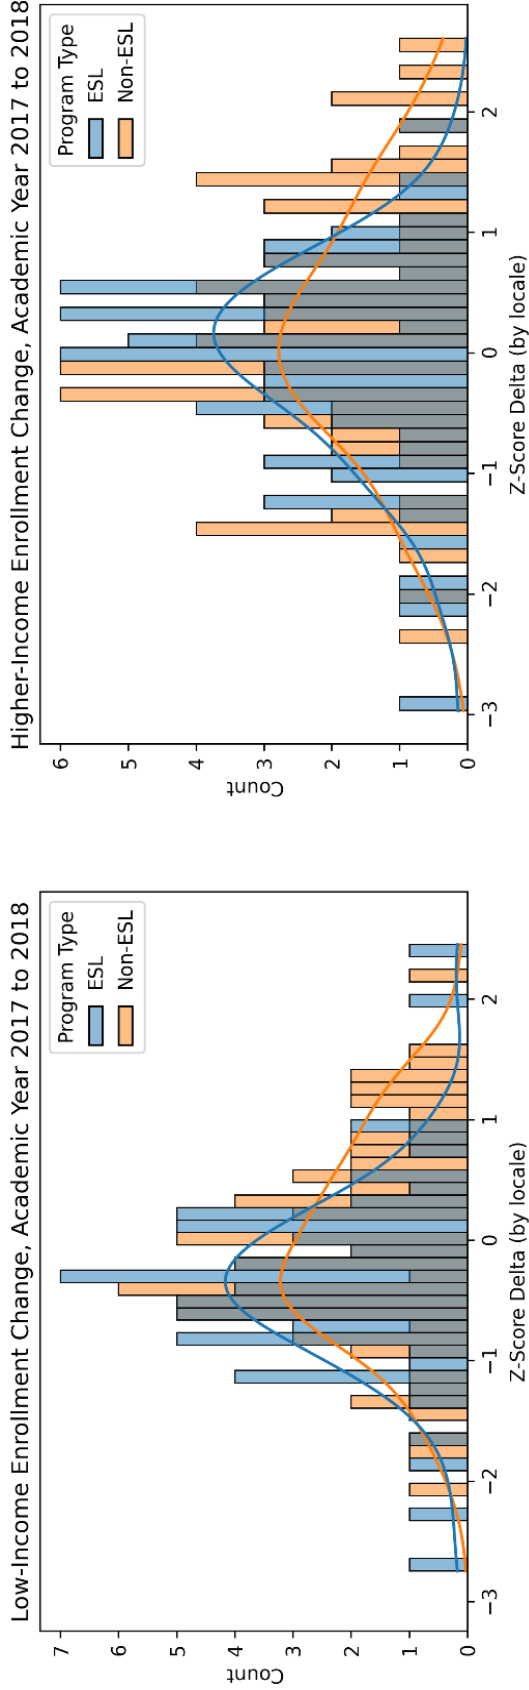 Low-Income Enrollment Change, Academic Year 2017 to 2018
Program Type
ESL
Non-ESL
Count
7
6
5
4
3
2
1
0
−3 −2 −1 0 1 2
Z-Score Delta (by locale)
Higher-Income Enrollment Change, Academic Year 2017 to 2018
Program Type
ESL
Non-ESL
Count
6
5
4
3
2
1
0
−3 −2 −1 0 1 2
Z-Score Delta (by locale)